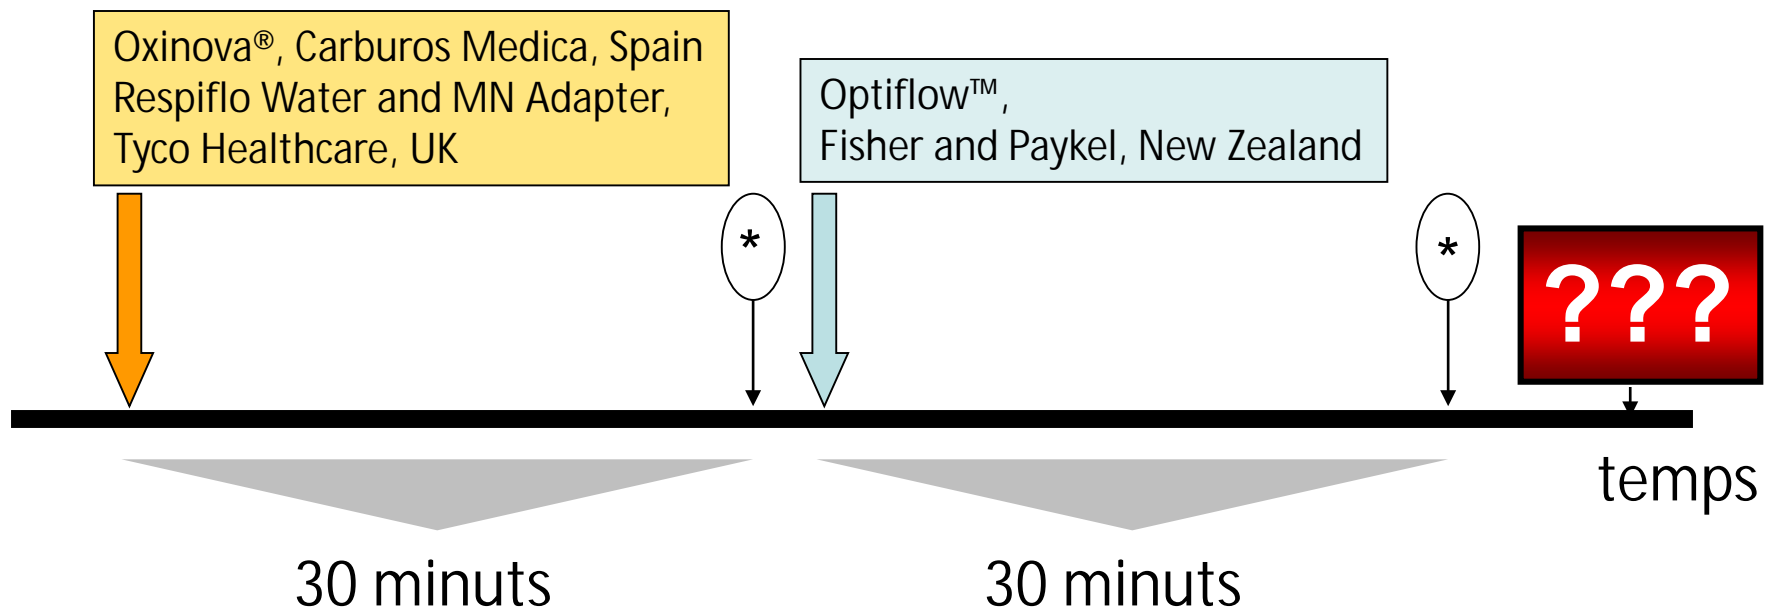 Oxinova®, Carburos Medica, Spain
Respiflo Water and MN Adapter,
Tyco Healthcare, UK
Optiflow™,
Fisher and Paykel, New Zealand
*
*
???
temps
30 minuts
30 minuts